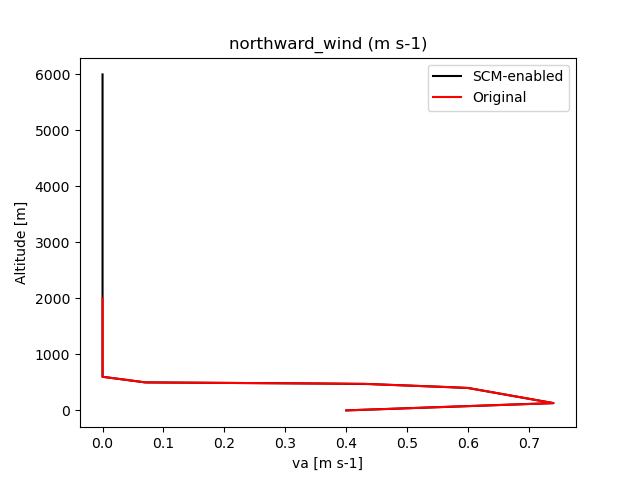 northward_wind (m s-1)
SCM-enabled
Original
6000
5000
4000
3000
2000
1000
0
Altitude [m]
0.0 0.1 0.2 0.3 0.4 0.5 0.6 0.7
va [m s-1]